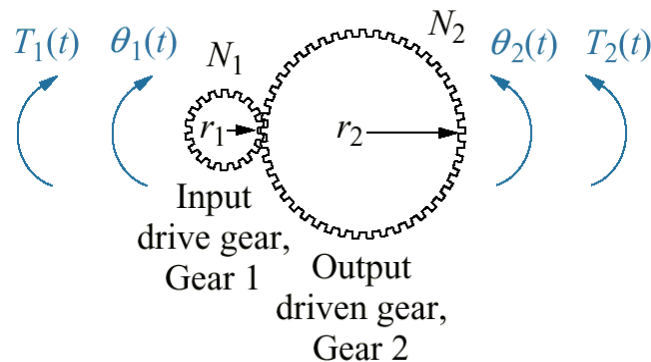 T₁(t) θ₁(t) N₁ N₂ θ₂(t) T₂(t)
r₁ r₂
Input
drive gear,
Gear 1
Output
driven gear,
Gear 2